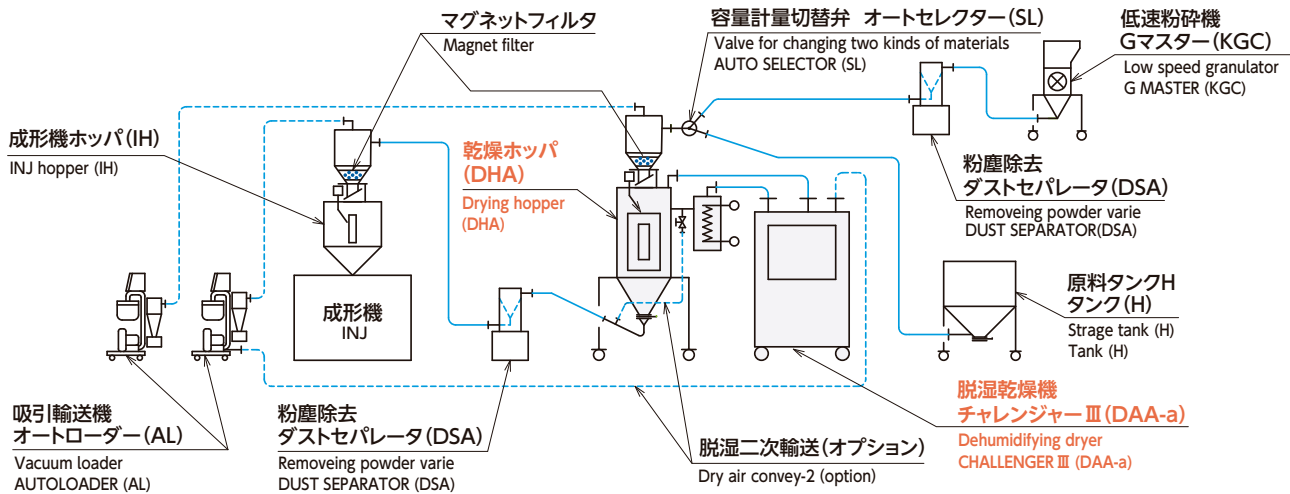 マグネットフィルタ
Magnet filter
容量計量切替弁 オートセレクター(SL)
Valve for changing two kinds of materials
AUTO SELECTOR (SL)
低速粉砕機
Gマスター(KGC)
Low speed granulator
G MASTER (KGC)
成形機ホッパ(IH)
INJ hopper (IH)
乾燥ホッパ
(DHA)
Drying hopper
(DHA)
粉塵除去
ダストセパレータ(DSA)
Removeing powder varie
DUST SEPARATOR(DSA)
成形機
INJ
原料タンクH
タンク(H)
Strage tank (H)
Tank (H)
吸引輸送機
オートローダー(AL)
Vacuum loader
AUTOLOADER (AL)
粉塵除去
ダストセパレータ(DSA)
Removeing powder varie
DUST SEPARATOR (DSA)
脱湿二次輸送(オプション)
Dry air convey-2 (option)
脱湿乾燥機
チャレンジャーⅢ(DAA-a)
Dehumidifying dryer
CHALLENGER Ⅲ (DAA-a)